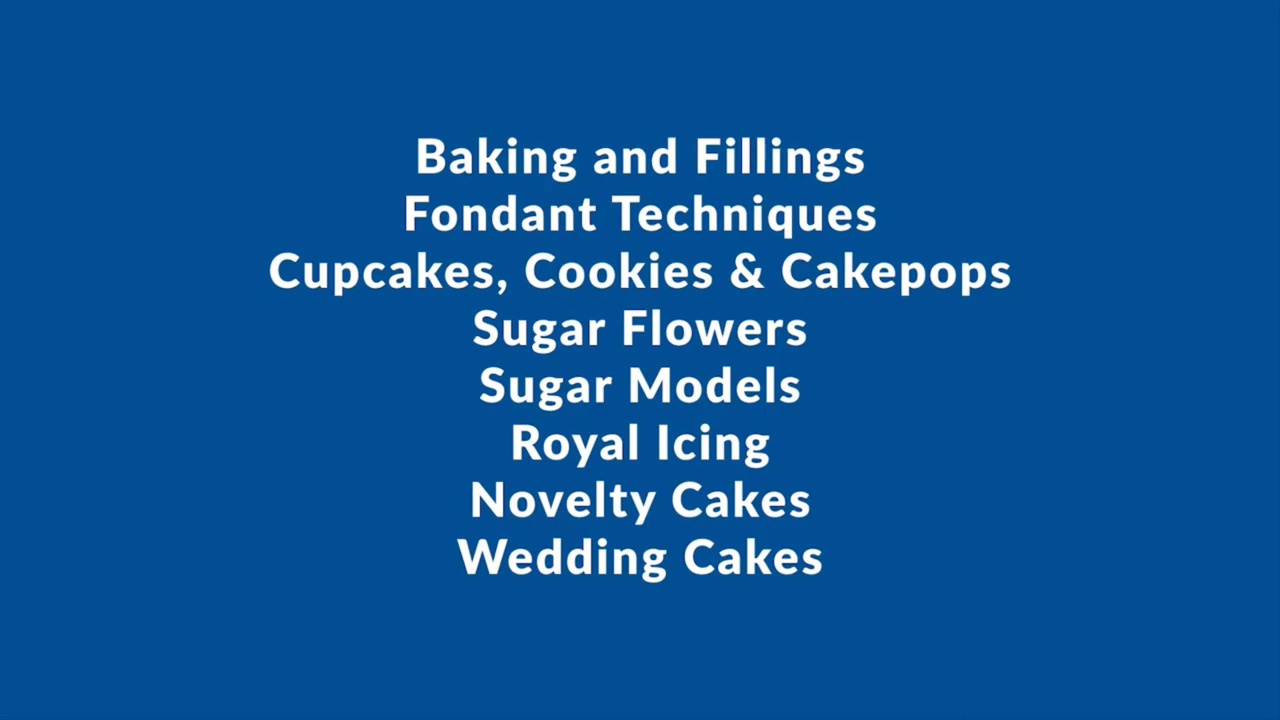 Baking and Fillings
Fondant Techniques
Cupcakes, Cookies & Cakepops
Sugar Flowers
Sugar Models
Royal Icing
Novelty Cakes
Wedding Cakes